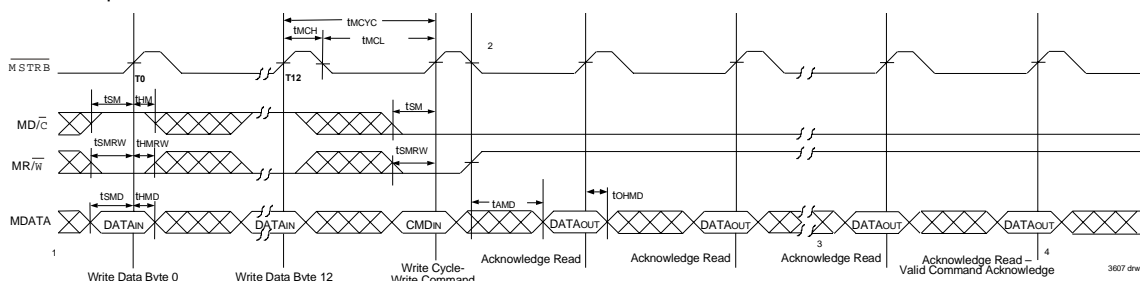 tMCYC
tMCH
tMCL
2
MSTRB
T0
T12
tSM
tHM
tSM
MD/C
tSMRW
tHMRW
tSMRW
MR/W
tSMD
tHMD
tAMD
tOHMD
MDATA
DATAIN
DATAIN
CMDIN
DATAOUT
DATAOUT
DATAOUT
DATAOUT
1
3
4
Acknowledge Read
Acknowledge Read
Acknowledge Read
Acknowledge Read –
Valid Command Acknowledge
Write Data Byte 0
Write Data Byte 12
Write Cycle-
Write Command
3607 drw